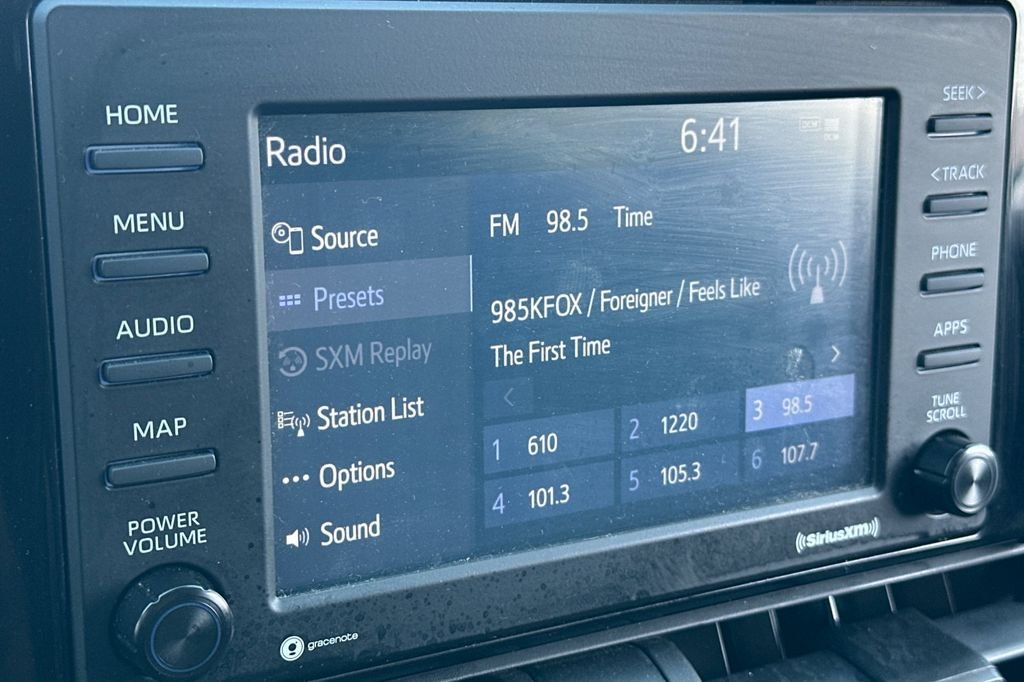 HOME
MENU
AUDIO
MAP
POWER
VOLUME
Radio
6:41
Source
Presets
SXM Replay
Station List
Options
Sound
FM 98.5 Time
985KFOX / Foreigner / Feels Like
The First Time
< >
1 610
2 1220
3 98.5
4 101.3
5 105.3
6 107.7
SEEK >
< TRACK
PHONE
APPS
TUNE
SCROLL
gracenote
((SiriusXM))